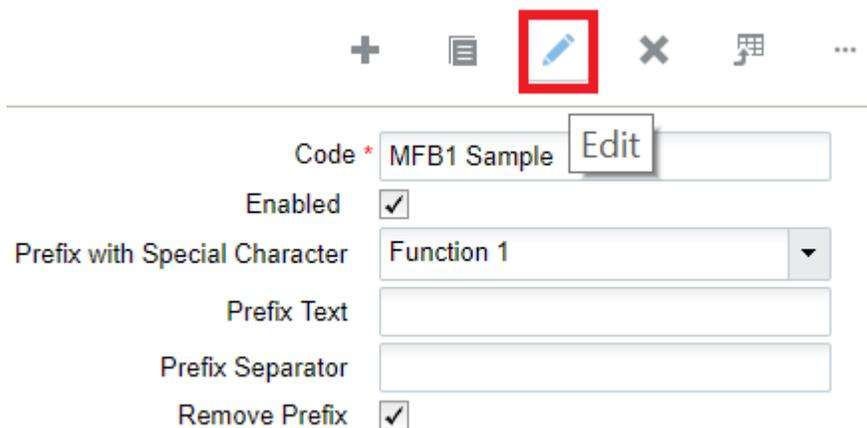 Edit
Code * MFB1 Sample
Enabled
Prefix with Special Character Function 1
Prefix Text
Prefix Separator
Remove Prefix